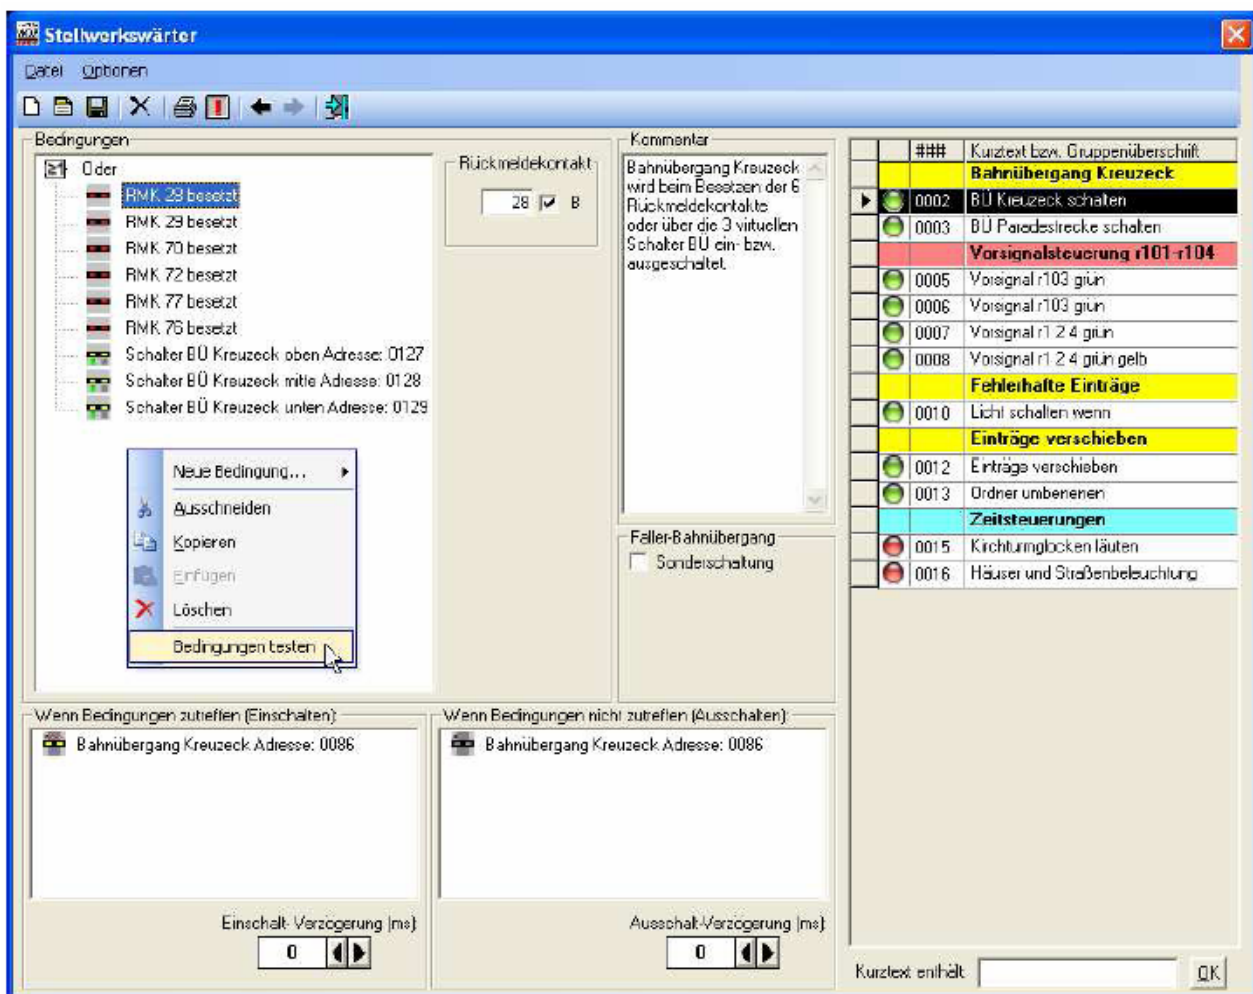 Stellwerkswärter
Datei Optionen
Bedingungen
Oder
RMK 28 besetzt
RMK 29 besetzt
RMK 70 besetzt
RMK 72 besetzt
RMK 77 besetzt
RMK 76 besetzt
Schalter BÜ Kreuzeck oben Adresse: 0127
Schalter BÜ Kreuzeck mitte Adresse: 0128
Schalter BÜ Kreuzeck unten Adresse: 0129
Neue Bedingung...
Ausschneiden
Kopieren
Einfügen
Löschen
Bedingungen testen
Rückmeldekontakt
28 B
Kommentar
Bahnübergang Kreuzeck
wird beim Besetzen der 6
Rückmeldekontakte
oder über die 3 virtuellen
Schalter BÜ ein- bzw.
ausgeschaltet.
Faller-Bahnübergang
Sonderschaltung
Wenn Bedingungen zutreffen (Einschalten):
Bahnübergang Kreuzeck Adresse: 0086
Einschalt-Verzögerung (ms):
0
Wenn Bedingungen nicht zutreffen (Ausschalten):
Bahnübergang Kreuzeck Adresse: 0086
Ausschalt-Verzögerung (ms):
0
### Kurztext bzw. Gruppenüberschrift
Bahnübergang Kreuzeck
0002 BÜ Kreuzeck schalten
0003 BÜ Paradestrecke schalten
Vorsignalsteuerung r101-r104
0005 Vorsignal r103 grün
0006 Vorsignal r103 grün
0007 Vorsignal r1 2 4 grün
0008 Vorsignal r1 2 4 grün gelb
Fehlerhafte Einträge
0010 Licht schalten wenn
Einträge verschieben
0012 Einträge verschieben
0013 Ordner umbenenen
Zeitsteuerungen
0015 Kirchturmglocken läuten
0016 Häuser und Straßenbeleuchtung
Kurztext enthält
OK